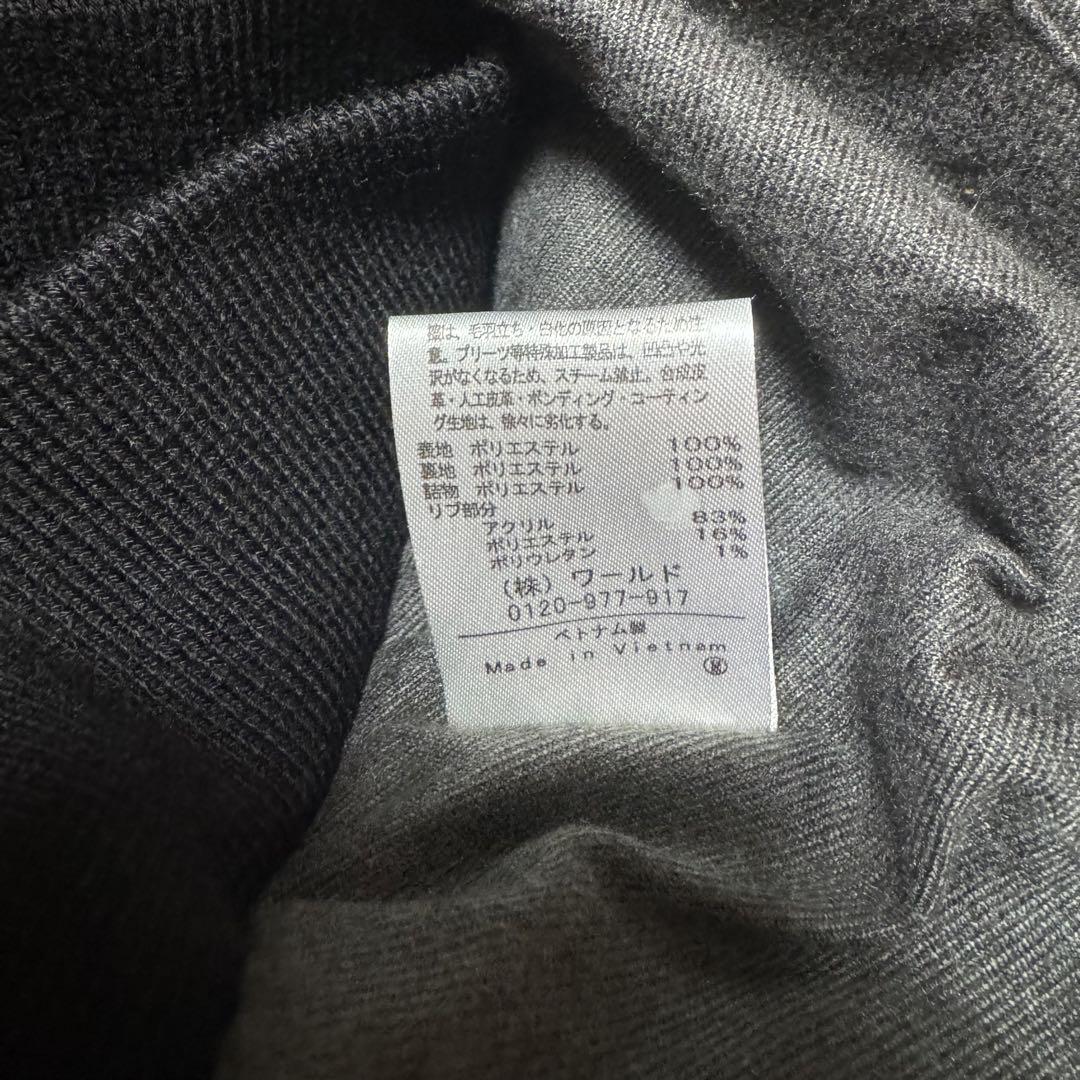 擦は、毛羽立ち・白化の原因となるため注
意。プリーツ等特殊加工製品は、凹凸や光
沢がなくなるため、スチーム禁止。合成皮
革・人工皮革・ボンディング・コーティン
グ生地は、徐々に劣化する。
表地 ポリエステル 100%
裏地 ポリエステル 100%
詰物 ポリエステル 100%
リブ部分
アクリル 83%
ポリエステル 16%
ポリウレタン 1%
(株) ワールド
0120-977-917
ベトナム製
Made in Vietnam